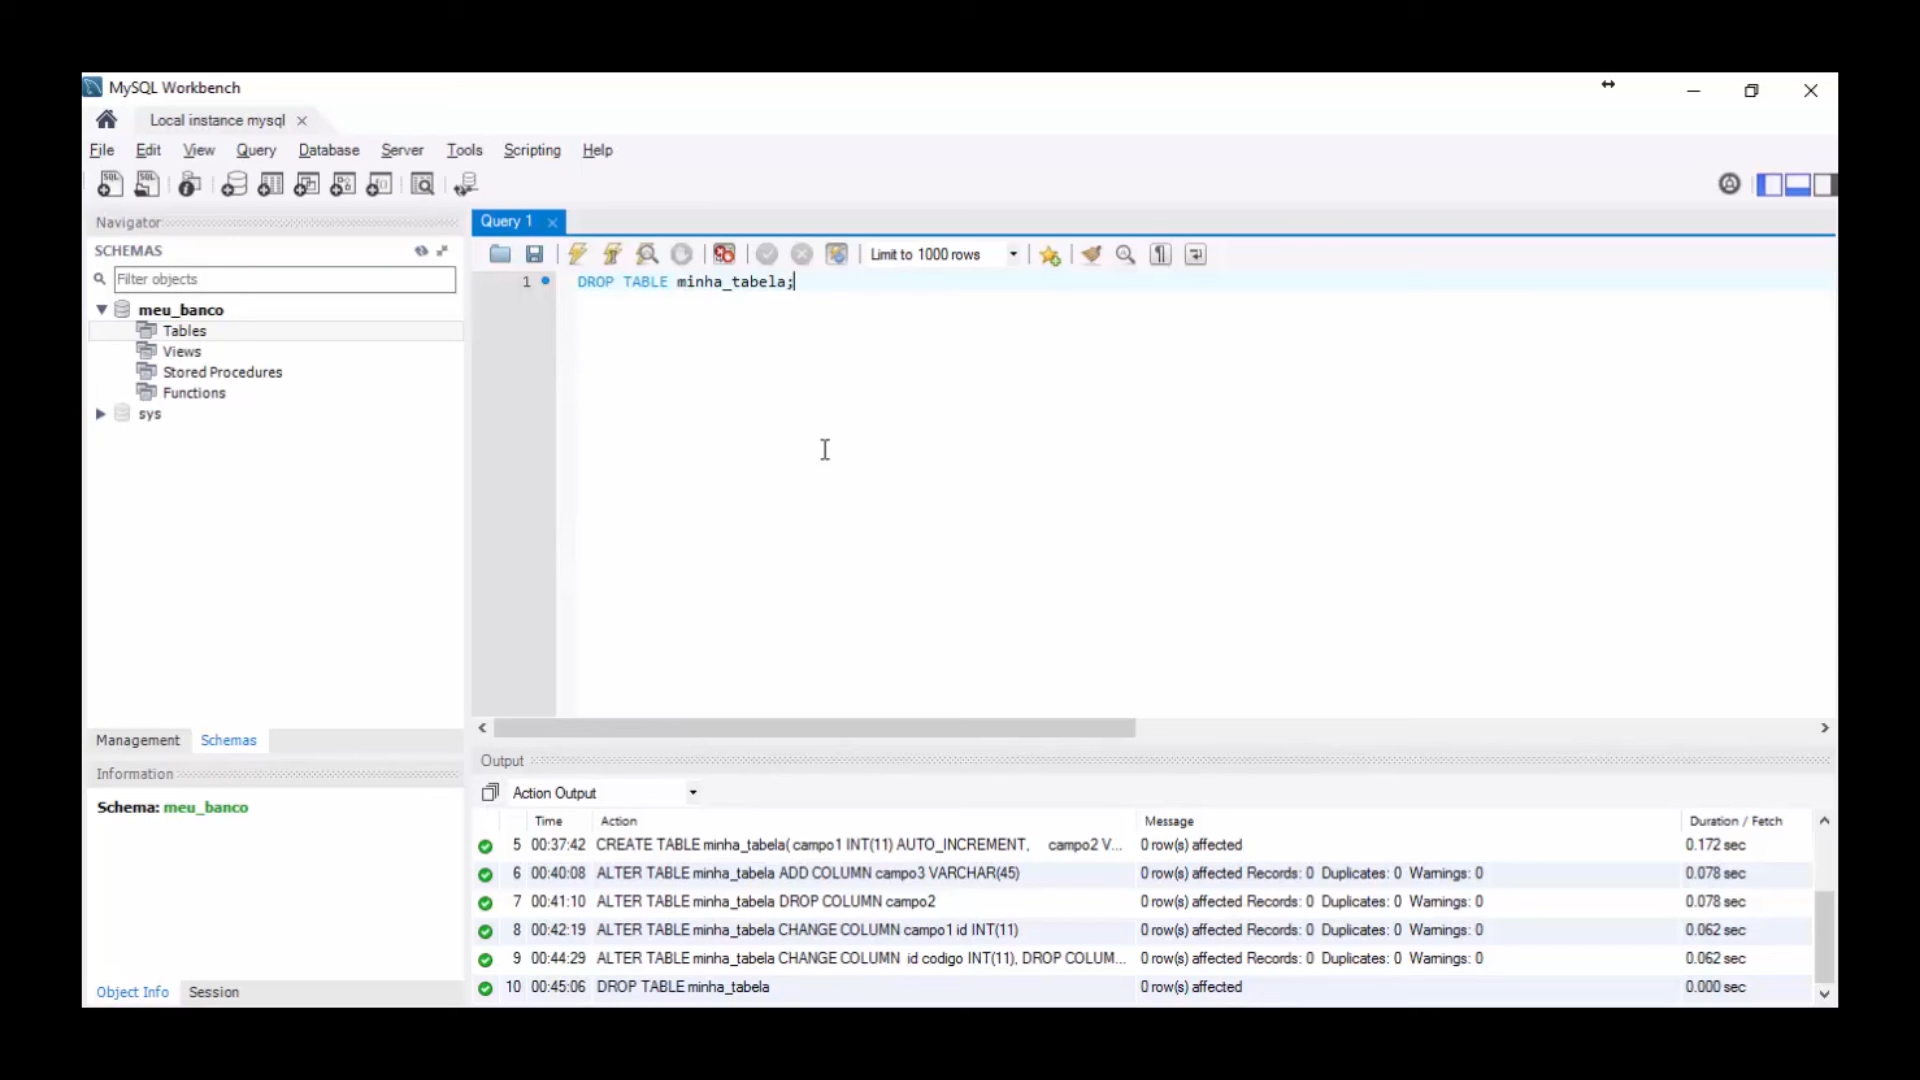 MySQL Workbench
Local instance mysql
File Edit View Query Database Server Tools Scripting Help
Navigator
SCHEMAS
Filter objects
meu_banco
Tables
Views
Stored Procedures
Functions
sys
Management Schemas
Information
Schema: meu_banco
Object Info Session
Query 1
Limit to 1000 rows
1 DROP TABLE minha_tabela;
Output
Action Output
Time Action Message Duration / Fetch
5 00:37:42 CREATE TABLE minha_tabela( campo1 INT(11) AUTO_INCREMENT, campo2 V... 0 row(s) affected 0.172 sec
6 00:40:08 ALTER TABLE minha_tabela ADD COLUMN campo3 VARCHAR(45) 0 row(s) affected Records: 0 Duplicates: 0 Warnings: 0 0.078 sec
7 00:41:10 ALTER TABLE minha_tabela DROP COLUMN campo2 0 row(s) affected Records: 0 Duplicates: 0 Warnings: 0 0.078 sec
8 00:42:19 ALTER TABLE minha_tabela CHANGE COLUMN campo1 id INT(11) 0 row(s) affected Records: 0 Duplicates: 0 Warnings: 0 0.062 sec
9 00:44:29 ALTER TABLE minha_tabela CHANGE COLUMN id codigo INT(11), DROP COLUM... 0 row(s) affected Records: 0 Duplicates: 0 Warnings: 0 0.062 sec
10 00:45:06 DROP TABLE minha_tabela 0 row(s) affected 0.000 sec